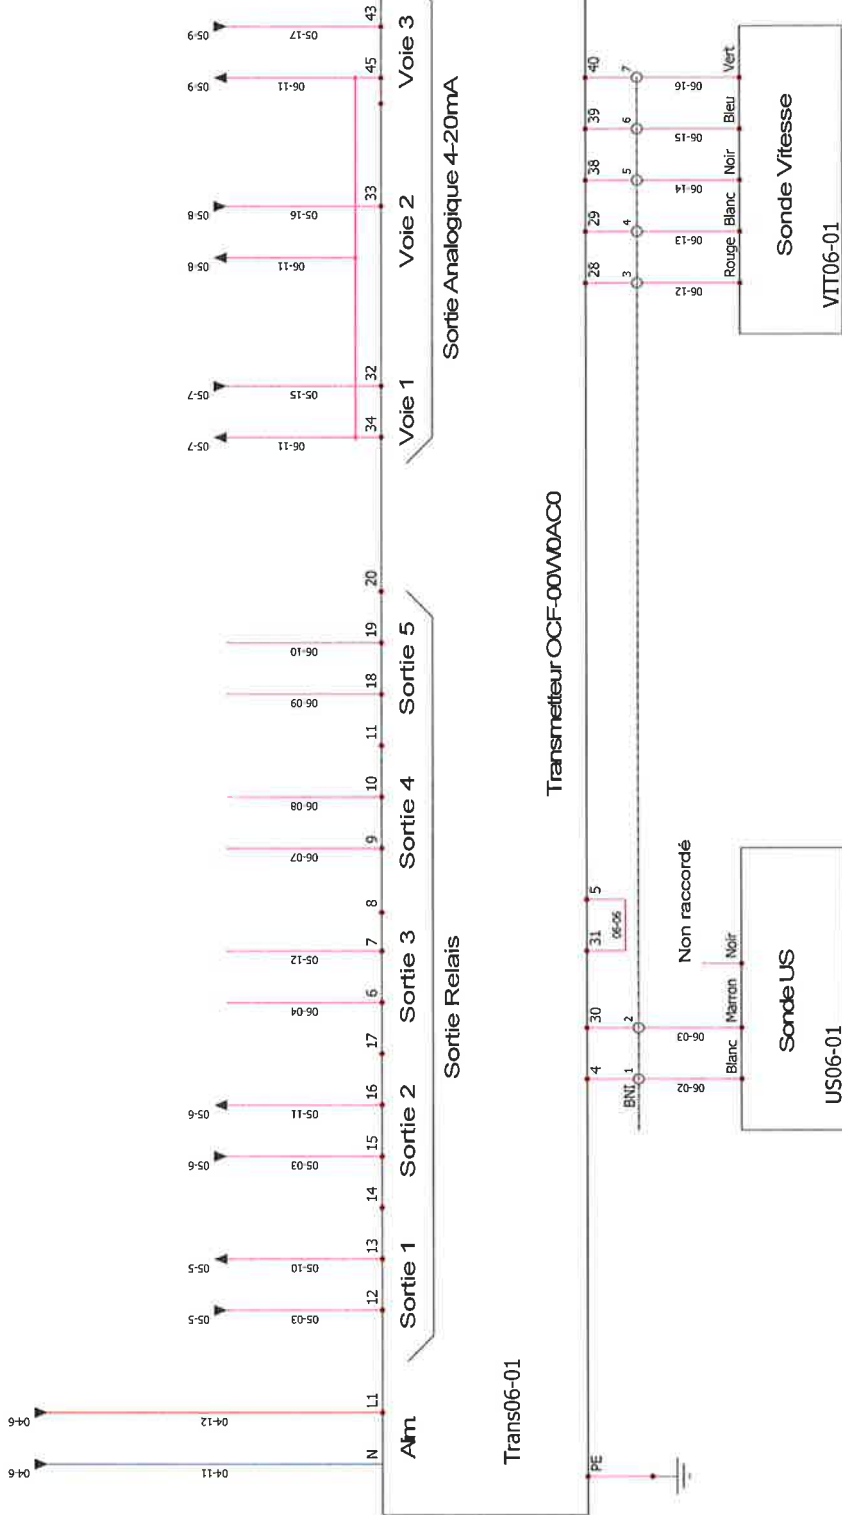 04-6 04-6
05-5 05-5 05-6 05-6 05-7 05-7 05-8 05-8 05-9 05-9
04-11 04-12
05-03 05-10 05-03 05-11 06-04 05-12 06-07 06-08 06-09 06-10 06-11 05-15 06-11 05-16 06-11 05-17
N L1 12 13 14 15 16 17 6 7 8 9 10 11 18 19 20 34 32 33 45 43
Alim. Sortie 1 Sortie 2 Sortie 3 Sortie 4 Sortie 5 Voie 1 Voie 2 Voie 3
Sortie Relais
Sortie Analogique 4-20mA
Trans06-01
Transmetteur OCF-00W0AC0
PE 4 30 31 5 28 29 38 39 40
06-06
BNI 1 2 3 4 5 6 7
06-02 06-03 06-12 06-13 06-14 06-15 06-16
Non raccordé
Blanc Marron Noir Rouge Blanc Noir Bleu Vert
Sonde US
Sonde Vitesse
US06-01
VIT06-01